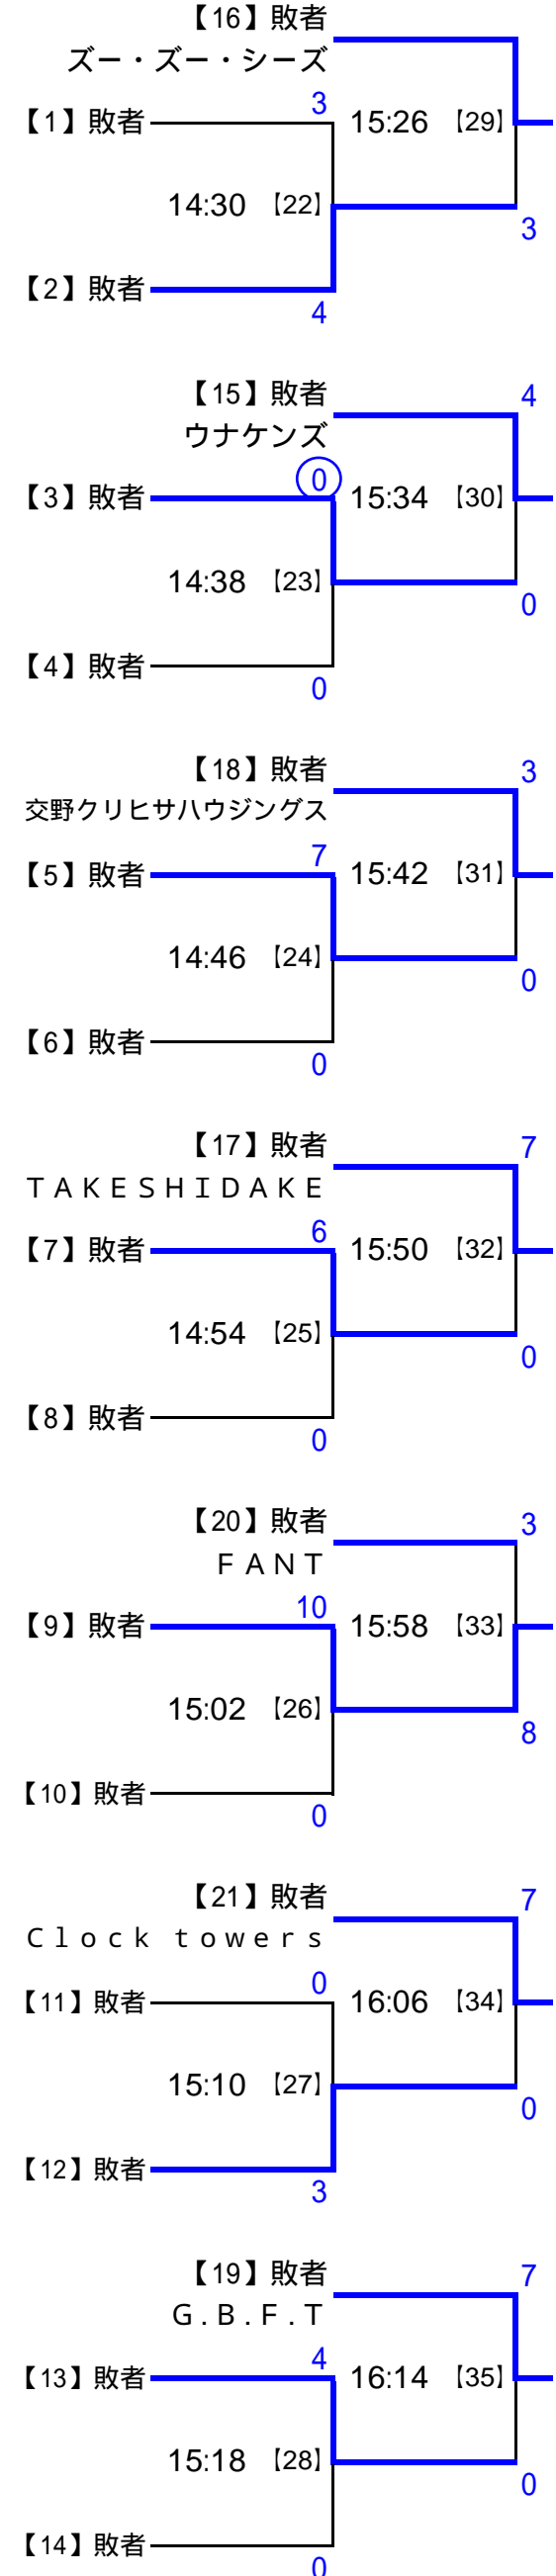 【16】敗者
ズー・ズー・シーズ
3
【1】敗者
15:26 【29】
14:30 【22】
3
【2】敗者
4
【15】敗者
4
ウナケンズ
0
【3】敗者
15:34 【30】
14:38 【23】
0
【4】敗者
0
【18】敗者
3
交野クリヒサハウジングス
7
【5】敗者
15:42 【31】
14:46 【24】
0
【6】敗者
0
【17】敗者
7
ＴＡＫＥＳＨＩＤＡＫＥ
6
【7】敗者
15:50 【32】
14:54 【25】
0
【8】敗者
0
【20】敗者
3
ＦＡＮＴ
10
【9】敗者
15:58 【33】
15:02 【26】
8
【10】敗者
0
【21】敗者
7
Ｃｌｏｃｋ ｔｏｗｅｒｓ
0
【11】敗者
16:06 【34】
15:10 【27】
0
【12】敗者
3
【19】敗者
7
Ｇ.Ｂ.Ｆ.Ｔ
4
【13】敗者
16:14 【35】
15:18 【28】
0
【14】敗者
0